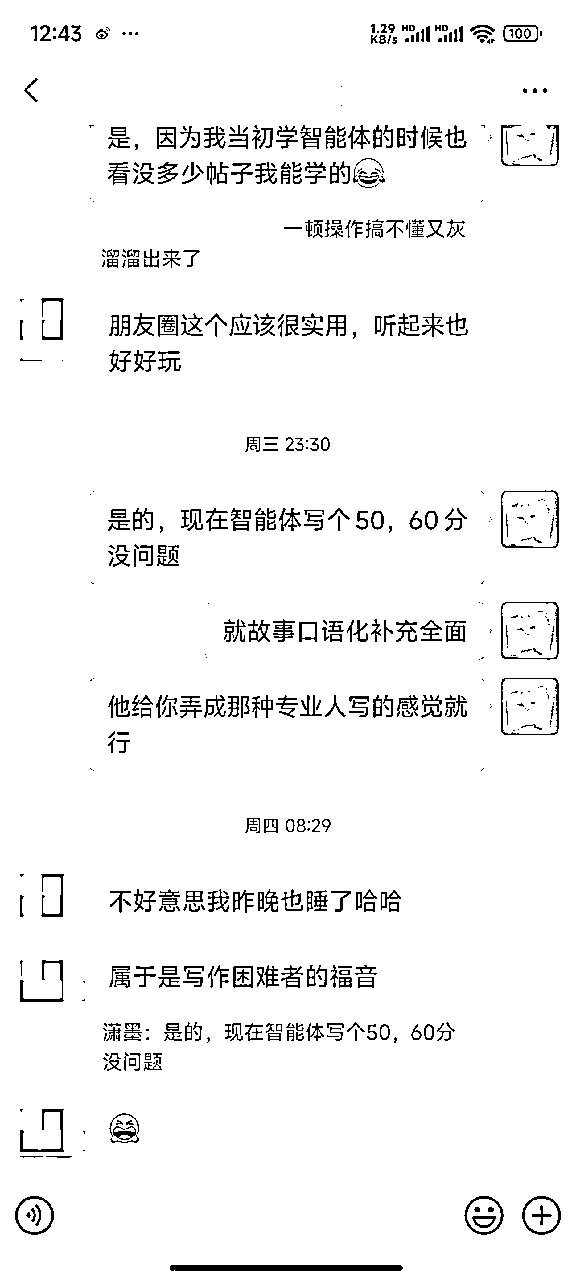 12:43 ···
1.29 KB/s HD HD 100
···
是，因为我当初学智能体的时候也
看没多少帖子我能学的😂
一顿操作搞不懂又灰
溜溜出来了
朋友圈这个应该很实用，听起来也
好好玩
周三 23:30
是的，现在智能体写个50，60分
没问题
就故事口语化补充全面
他给你弄成那种专业人写的感觉就
行
周四 08:29
不好意思我昨晚也睡了哈哈
属于是写作困难者的福音
潇墨：是的，现在智能体写个50，60分
没问题